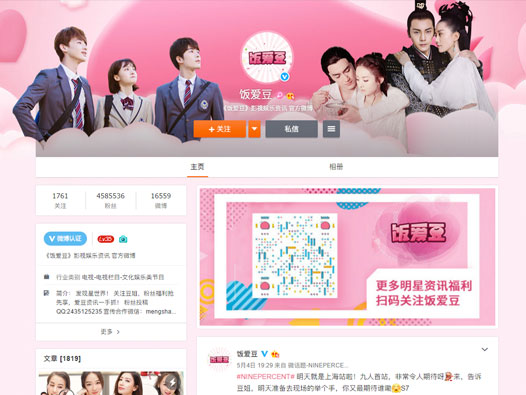 饭爱豆
饭爱豆
《饭爱豆》影视娱乐资讯 官方微博
+关注
私信
主页
相册
1761
关注
4585536
粉丝
16559
微博
微博认证
《饭爱豆》影视娱乐资讯 官方微博
行业类别 电视-电视栏目-文化娱乐类节目
简介: 发现星世界! 关注豆姐、粉丝福利抢
先享、爱豆资讯一手抓! 粉丝投稿
QQ:2435125235 宣传合作微信: mengsha...
更多
文章 [1819]
饭爱豆
更多明星资讯福利
扫码关注饭爱豆
饭爱豆
5月4日 19:29 来自 微话题-NINEPERCE...
#NINEPERCENT# 明天就是上海站啦! 九人首站, 非常令人期待呀 来, 告诉
豆姐, 明天准备去现场的举个手, 你又最期待谁嘞 S7